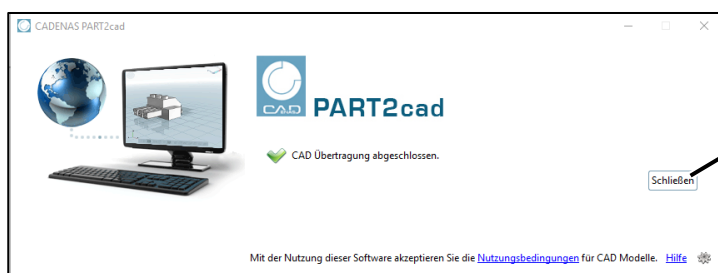 CADENAS PART2cad
CAD
PART2cad
CAD Übertragung abgeschlossen.
Schließen
Mit der Nutzung dieser Software akzeptieren Sie die Nutzungsbedingungen für CAD Modelle. Hilfe